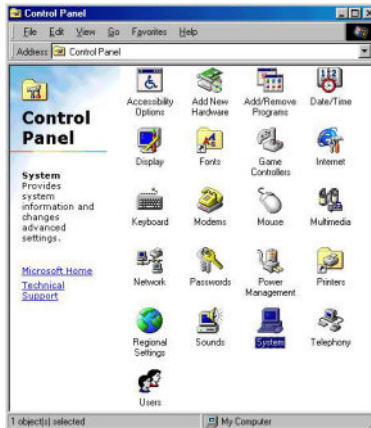 Control Panel
File Edit View Go Favorites Help
Address Control Panel
Control
Panel
System
Provides
system
information and
changes
advanced
settings.
Microsoft Home
Technical
Support
Accessibility
Options
Add New
Hardware
Add/Remove
Programs
Date/Time
Display
Fonts
Game
Controllers
Internet
Keyboard
Modems
Mouse
Multimedia
Network
Passwords
Power
Management
Printers
Regional
Settings
Sounds
System
Telephony
Users
1 object(s) selected
My Computer